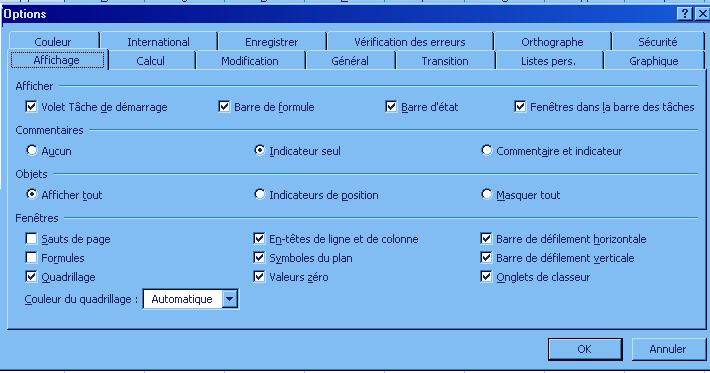 Options
Couleur International Enregistrer Vérification des erreurs Orthographe Sécurité
Affichage Calcul Modification Général Transition Listes pers. Graphique
Afficher
Volet Tâche de démarrage Barre de formule Barre d'état Fenêtres dans la barre des tâches
Commentaires
Aucun Indicateur seul Commentaire et indicateur
Objets
Afficher tout Indicateurs de position Masquer tout
Fenêtres
Sauts de page En-têtes de ligne et de colonne Barre de défilement horizontale
Formules Symboles du plan Barre de défilement verticale
Quadrillage Valeurs zéro Onglets de classeur
Couleur du quadrillage : Automatique
OK Annuler